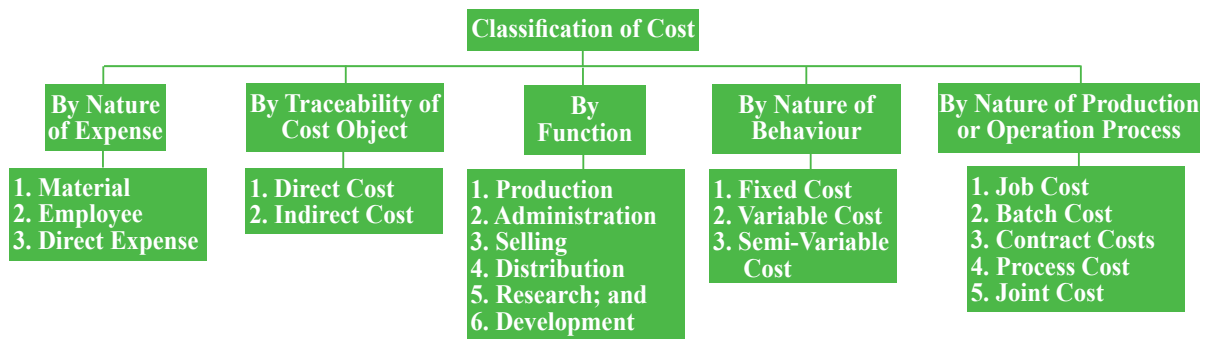 Classification of Cost
By Nature
of Expense
1. Material
2. Employee
3. Direct Expense
By Traceability of
Cost Object
1. Direct Cost
2. Indirect Cost
By
Function
1. Production
2. Administration
3. Selling
4. Distribution
5. Research; and
6. Development
By Nature of
Behaviour
1. Fixed Cost
2. Variable Cost
3. Semi-Variable
Cost
By Nature of Production
or Operation Process
1. Job Cost
2. Batch Cost
3. Contract Costs
4. Process Cost
5. Joint Cost